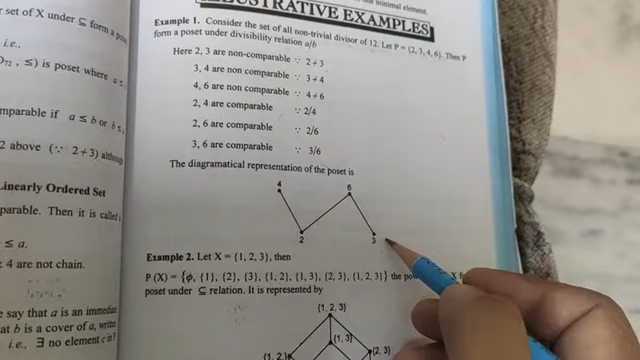 r set of X under ⊆ form a pose
i.e.,
D₇₂ , ≤) is poset where a ≤
mparable if a ≤ b or b ≤
2 above (∵ 2 ∤ 3) although
Linearly Ordered Set
parable. Then it is called
≤ a.
4 are not chain.
e say that a is an immedia
at b is a cover of a, written
i.e., ∃ no element c in P
minimal element.
LUSTRATIVE EXAMPLES
Example 1. Consider the set of all non-trivial divisor of 12. Let P = {2, 3, 4, 6}. Then P
form a poset under divisibility relation a/b
Here 2, 3 are non-comparable ∵ 2 ∤ 3
3, 4 are non comparable ∵ 3 ∤ 4
4, 6 are non comparable ∵ 4 ∤ 6
2, 4 are comparable ∵ 2/4
2, 6 are comparable ∵ 2/6
3, 6 are comparable ∵ 3/6
The diagramatical representation of the poset is
4 6
2 3
Example 2. Let X = {1, 2, 3}, then
P (X) = {ϕ, {1}, {2}, {3}, {1, 2}, {1, 3}, {2, 3}, {1, 2, 3}} the X
poset under ⊆ relation. It is represented by
{1, 2, 3}
{1, 3}
{1, 2} {2, 3}